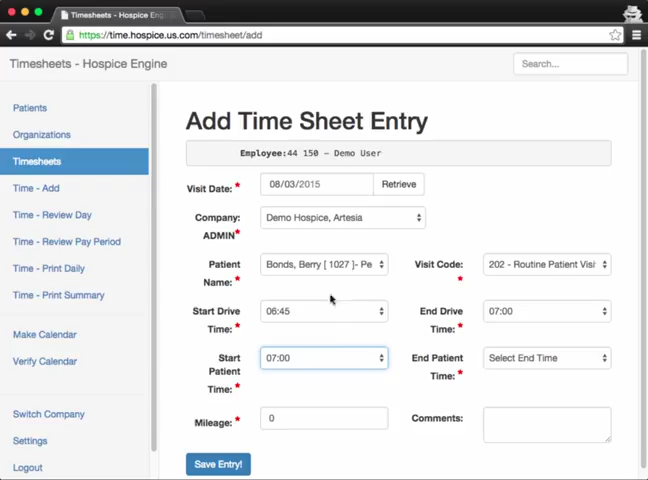 Timesheets - Hospice Eng
https://time.hospice.us.com/timesheet/add
Timesheets - Hospice Engine
Search...
Patients
Organizations
Timesheets
Time - Add
Time - Review Day
Time - Review Pay Period
Time - Print Daily
Time - Print Summary
Make Calendar
Verify Calendar
Switch Company
Settings
Logout
Add Time Sheet Entry
Employee:44 150 - Demo User
Visit Date:*
08/03/2015
Retrieve
Company:
ADMIN*
Demo Hospice, Artesia
Patient
Name:*
Bonds, Berry [ 1027 ]- Pe
Visit Code:
*
202 - Routine Patient Visi
Start Drive
Time:*
06:45
End Drive
Time:*
07:00
Start
Patient
Time:*
07:00
End Patient
Time:*
Select End Time
Mileage:*
0
Comments:
Save Entry!